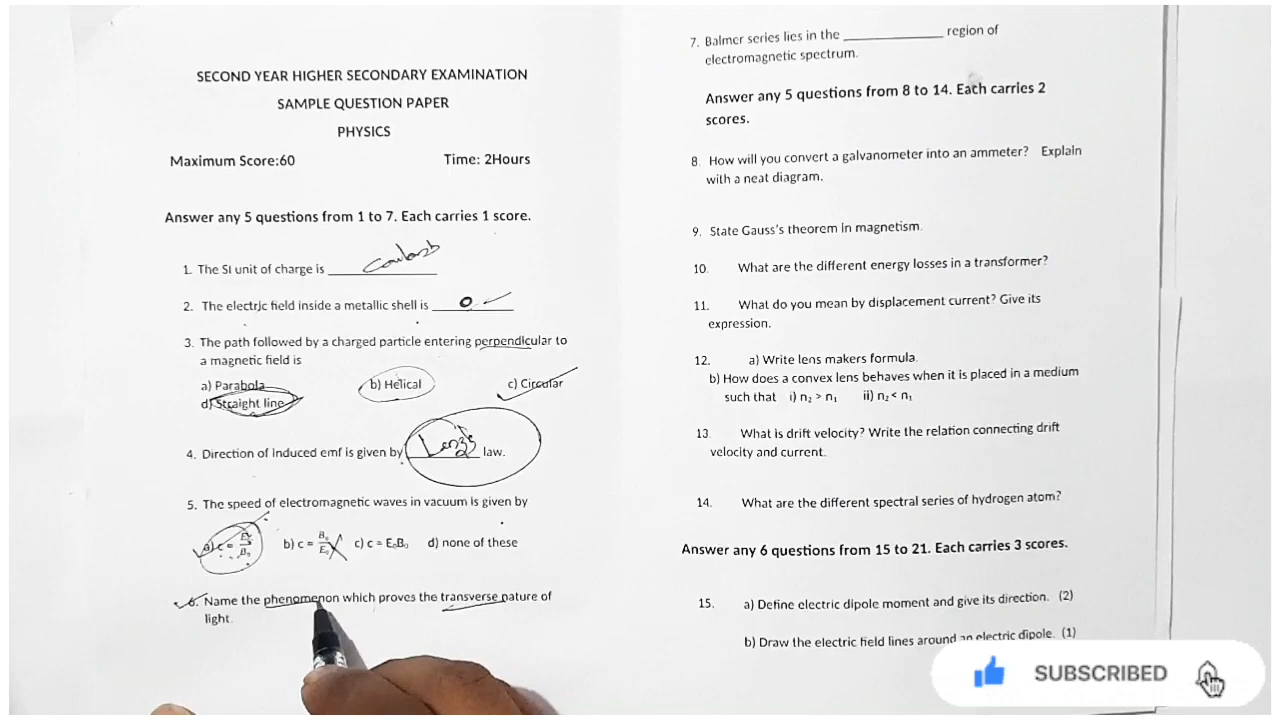 SECOND YEAR HIGHER SECONDARY EXAMINATION
SAMPLE QUESTION PAPER
PHYSICS
Maximum Score:60 Time: 2Hours
Answer any 5 questions from 1 to 7. Each carries 1 score.
1. The SI unit of charge is
2. The electric field inside a metallic shell is 0
3. The path followed by a charged particle entering perpendicular to
a magnetic field is
a) Parabola b) Helical c) Circular
d) Straight line
4. Direction of induced emf is given by Lenz's law.
5. The speed of electromagnetic waves in vacuum is given by
a) c = E₀/B₀ b) c = B₀/E₀ c) c = E₀B₀ d) none of these
6. Name the phenomenon which proves the transverse nature of
light.
7. Balmer series lies in the ____________ region of
electromagnetic spectrum.
Answer any 5 questions from 8 to 14. Each carries 2
scores.
8. How will you convert a galvanometer into an ammeter? Explain
with a neat diagram.
9. State Gauss's theorem in magnetism.
10. What are the different energy losses in a transformer?
11. What do you mean by displacement current? Give its
expression.
12. a) Write lens makers formula.
b) How does a convex lens behaves when it is placed in a medium
such that i) n₂ > n₁ ii) n₂ < n₁
13. What is drift velocity? Write the relation connecting drift
velocity and current.
14. What are the different spectral series of hydrogen atom?
Answer any 6 questions from 15 to 21. Each carries 3 scores.
15. a) Define electric dipole moment and give its direction. (2)
b) Draw the electric field lines around an electric dipole. (1)
SUBSCRIBED